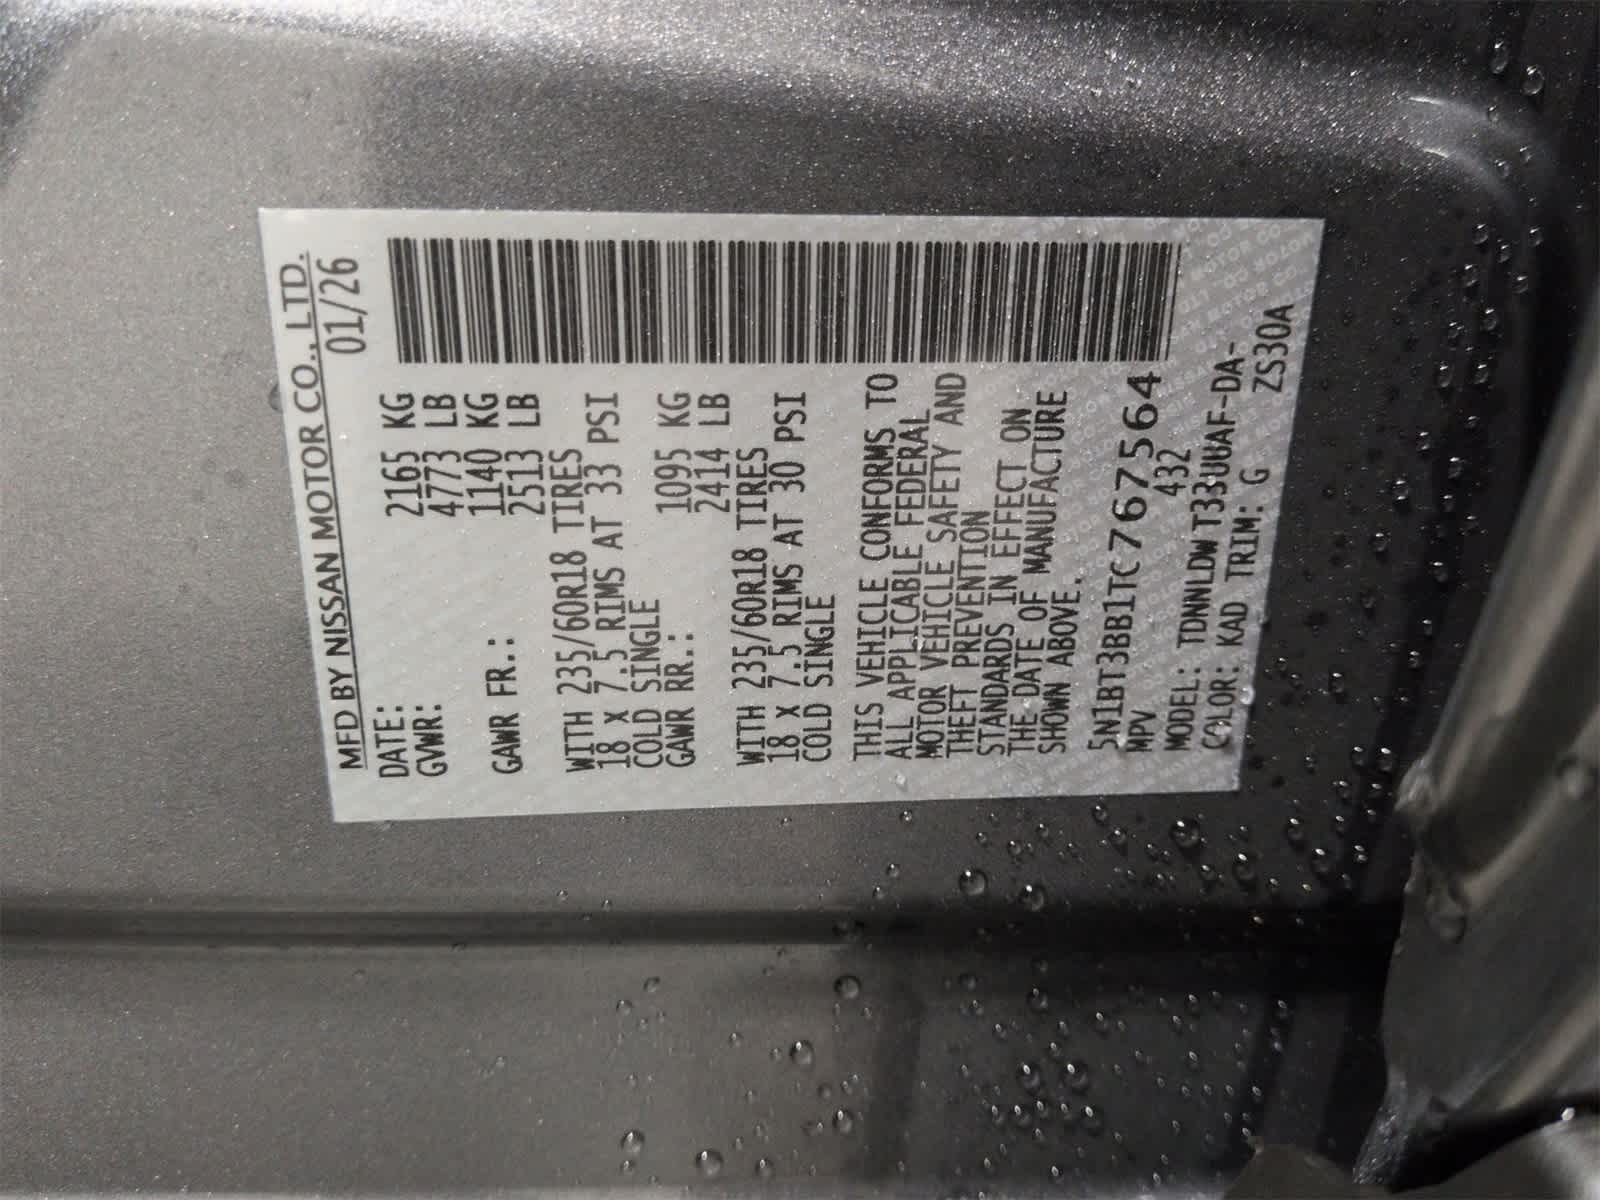 MFD BY NISSAN MOTOR CO., LTD.
DATE: 01/26
GVWR: 2165 KG
4773 LB
GAWR FR.: 1140 KG
2513 LB
WITH 235/60R18 TIRES
18 X 7.5 RIMS AT 33 PSI
COLD SINGLE
GAWR RR.: 1095 KG
2414 LB
WITH 235/60R18 TIRES
18 X 7.5 RIMS AT 30 PSI
COLD SINGLE
THIS VEHICLE CONFORMS TO
ALL APPLICABLE FEDERAL
MOTOR VEHICLE SAFETY AND
THEFT PREVENTION
STANDARDS IN EFFECT ON
THE DATE OF MANUFACTURE
SHOWN ABOVE.
5N1BT3BB1TC767564
MPV 432
MODEL: TDNNLDW T33UUAF-DA-
COLOR: KAD TRIM: G ZS30A